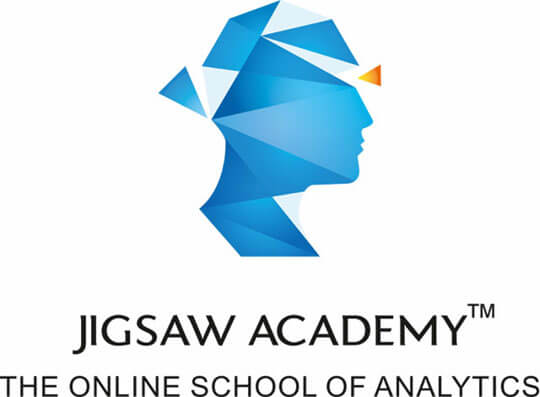 JIGSAW ACADEMY™
THE ONLINE SCHOOL OF ANALYTICS